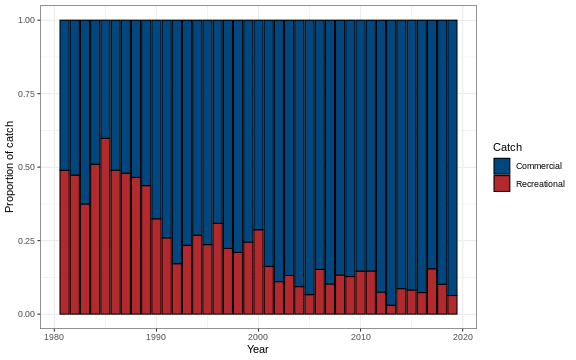 1.00
0.75
0.50
0.25
0.00
Proportion of catch
1980
1990
2000
2010
2020
Year
Catch
Commercial
Recreational